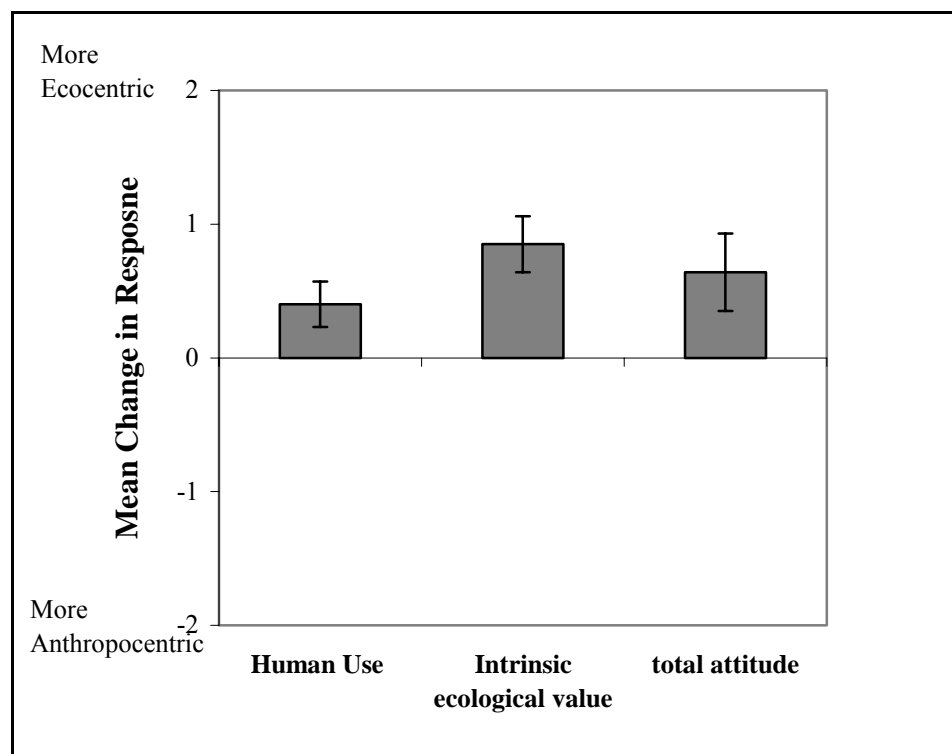 More
Ecocentric
2
1
0
-1
-2
Mean Change in Resposne
More
Anthropocentric
Human Use
Intrinsic
ecological value
total attitude